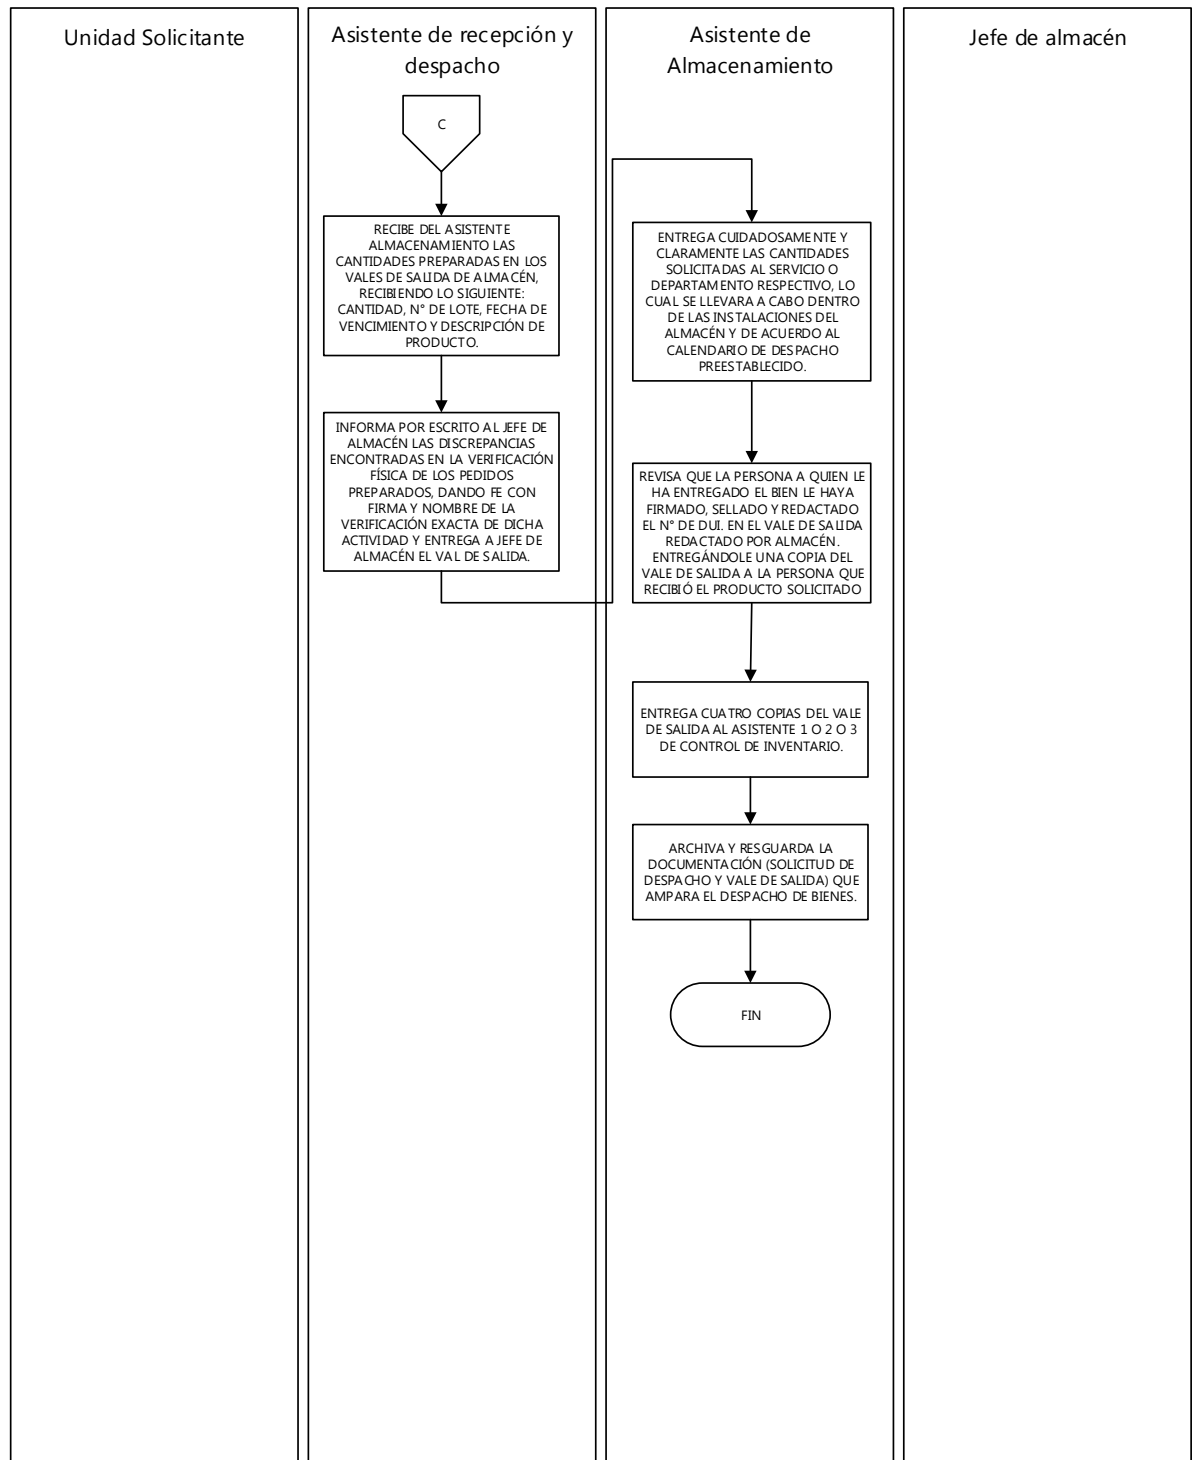 Unidad Solicitante
Asistente de recepción y
despacho
Asistente de
Almacenamiento
Jefe de almacén
C
RECIBE DEL ASISTENTE
ALMACENAMIENTO LAS
CANTIDADES PREPARADAS EN LOS
VALES DE SALIDA DE ALMACÉN,
RECIBIENDO LO SIGUIENTE:
CANTIDAD, N° DE LOTE, FECHA DE
VENCIMIENTO Y DESCRIPCIÓN DE
PRODUCTO.
INFORMA POR ESCRITO AL JEFE DE
ALMACÉN LAS DISCREPANCIAS
ENCONTRADAS EN LA VERIFICACIÓN
FÍSICA DE LOS PEDIDOS
PREPARADOS, DANDO FE CON
FIRMA Y NOMBRE DE LA
VERIFICACIÓN EXACTA DE DICHA
ACTIVIDAD Y ENTREGA A JEFE DE
ALMACÉN EL VAL DE SALIDA.
ENTREGA CUIDADOSAMENTE Y
CLARAMENTE LAS CANTIDADES
SOLICITADAS AL SERVICIO O
DEPARTAMENTO RESPECTIVO, LO
CUAL SE LLEVARA A CABO DENTRO
DE LAS INSTALACIONES DEL
ALMACÉN Y DE ACUERDO AL
CALENDARIO DE DESPACHO
PREESTABLECIDO.
REVISA QUE LA PERSONA A QUIEN LE
HA ENTREGADO EL BIEN LE HAYA
FIRMADO, SELLADO Y REDACTADO
EL N° DE DUI. EN EL VALE DE SALIDA
REDACTADO POR ALMACÉN.
ENTREGÁNDOLE UNA COPIA DEL
VALE DE SALIDA A LA PERSONA QUE
RECIBIÓ EL PRODUCTO SOLICITADO
ENTREGA CUATRO COPIAS DEL VALE
DE SALIDA AL ASISTENTE 1 O 2 O 3
DE CONTROL DE INVENTARIO.
ARCHIVA Y RESGUARDA LA
DOCUMENTACIÓN (SOLICITUD DE
DESPACHO Y VALE DE SALIDA) QUE
AMPARA EL DESPACHO DE BIENES.
FIN